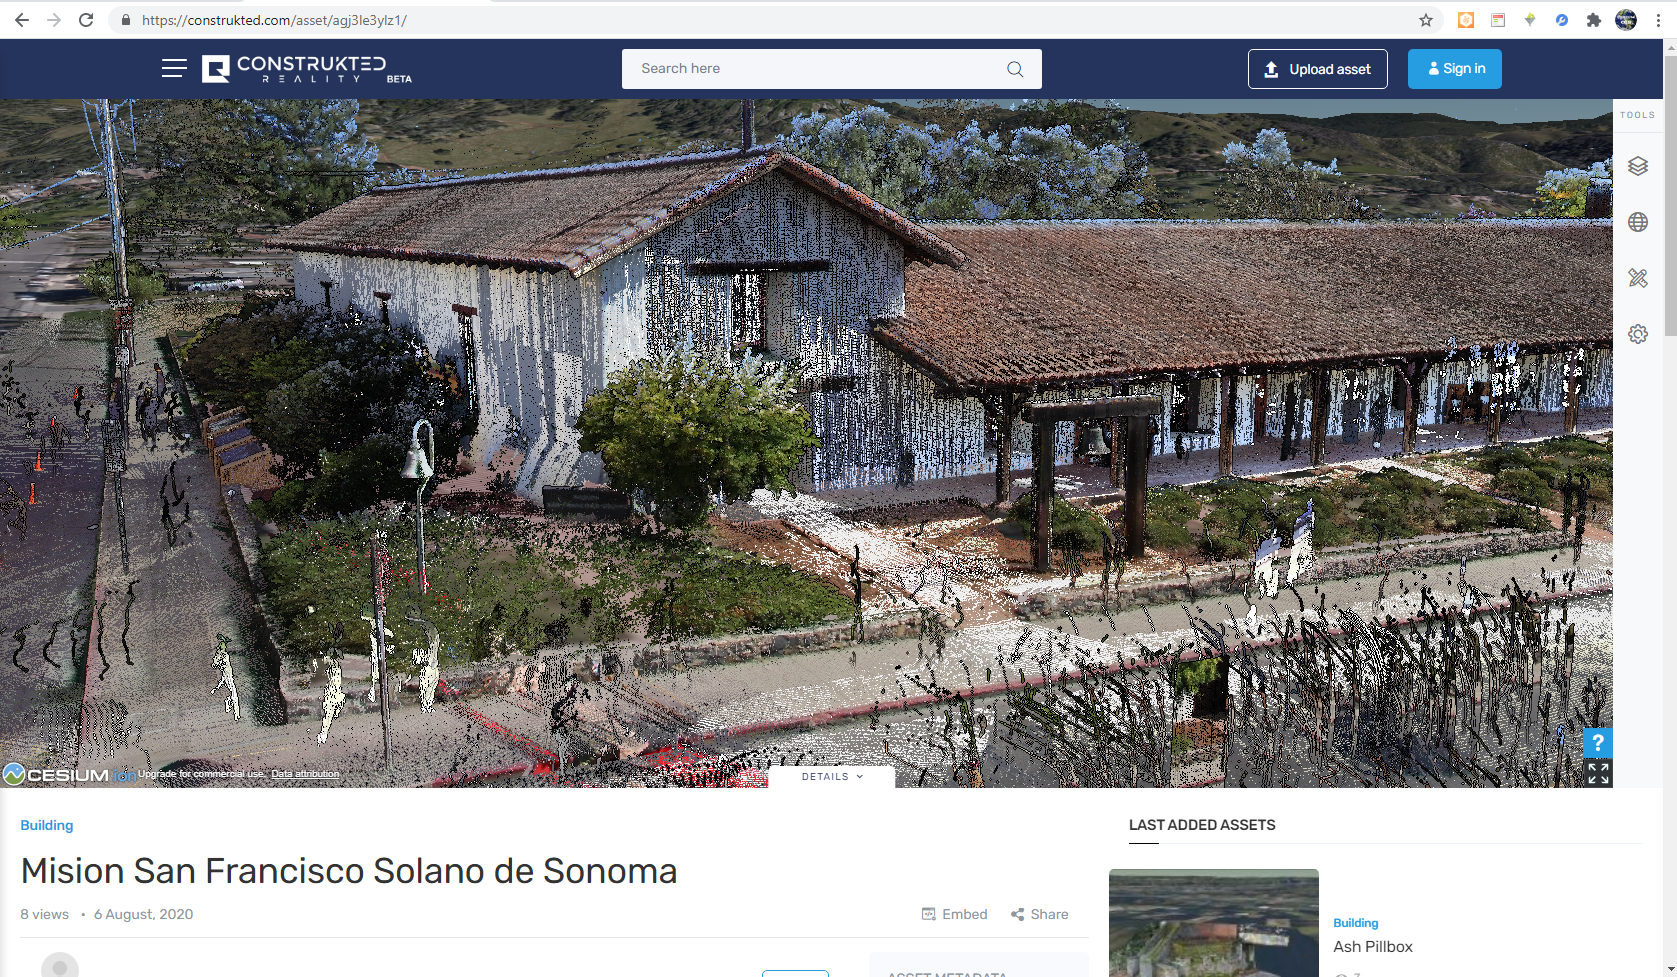 https://construkted.com/asset/agj3le3ylz1/
CONSTRUKTED
REALITY BETA
Search here
Upload asset
Sign in
TOOLS
?
CESIUM ion Upgrade for commercial use. Data attribution
DETAILS
Building
Mision San Francisco Solano de Sonoma
8 views • 6 August, 2020
Embed
Share
LAST ADDED ASSETS
Building
Ash Pillbox
ASSET METADATA